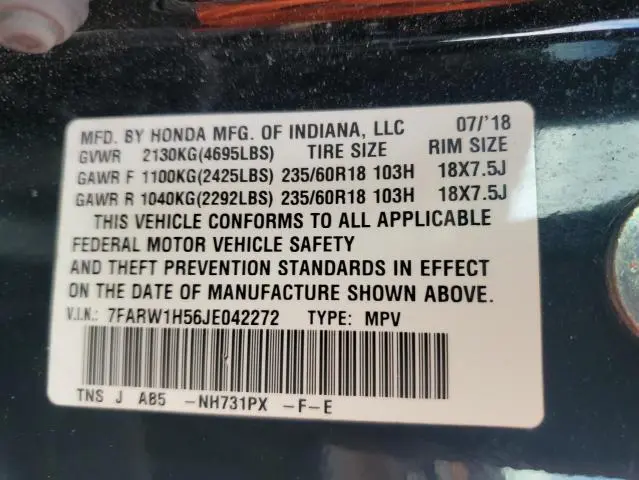 MFD. BY HONDA MFG. OF INDIANA, LLC 07/'18
GVWR 2130KG(4695LBS) TIRE SIZE RIM SIZE
GAWR F 1100KG(2425LBS) 235/60R18 103H 18X7.5J
GAWR R 1040KG(2292LBS) 235/60R18 103H 18X7.5J
THIS VEHICLE CONFORMS TO ALL APPLICABLE
FEDERAL MOTOR VEHICLE SAFETY
AND THEFT PREVENTION STANDARDS IN EFFECT
ON THE DATE OF MANUFACTURE SHOWN ABOVE.
V.I.N.: 7FARW1H56JE042272 TYPE: MPV
TNS J A85 -NH731PX -F-E